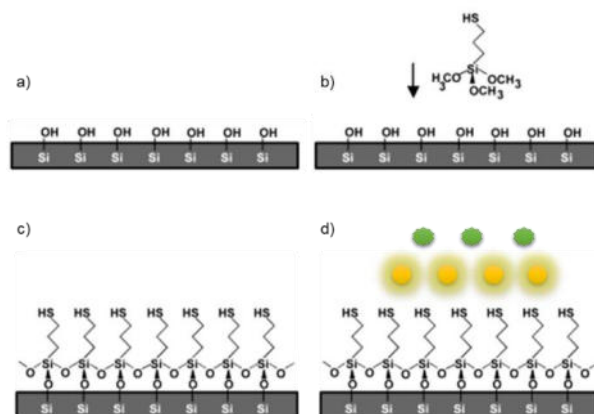 HS
a)
b)
Si
H₃CO
OCH₃
OCH₃
OH OH OH OH OH OH OH
OH OH OH OH OH OH OH
Si Si Si Si Si Si Si
Si Si Si Si Si Si Si
c)
d)
HS HS HS HS HS HS HS
HS HS HS HS HS HS HS
Si Si Si Si Si Si Si
O O O O O O O O
O O O O O O O
Si Si Si Si Si Si Si
Si Si Si Si Si Si Si
O O O O O O O O
O O O O O O O
Si Si Si Si Si Si Si